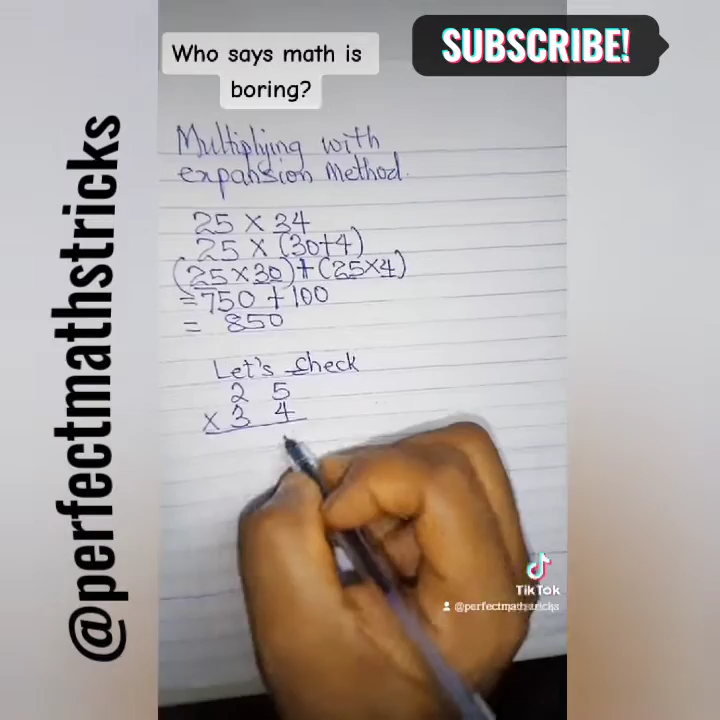 Who says math is
boring?
SUBSCRIBE!
@perfectmathstricks
Multiplying with
expansion Method.
25 × 34
25 × (30+4)
(25×30)+(25×4)
=750 +100
= 850
Let's check
2 5
× 3 4
TikTok
@perfectmathstricks